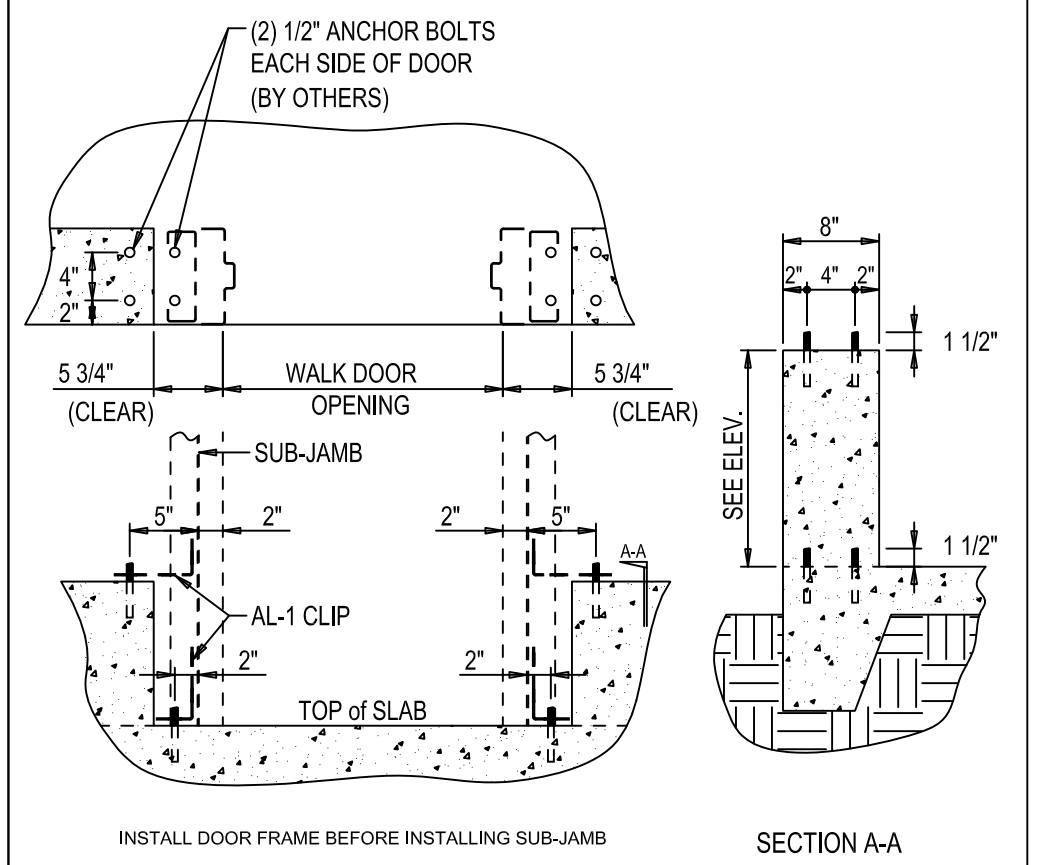 (2) 1/2" ANCHOR BOLTS
EACH SIDE OF DOOR
(BY OTHERS)
4"
2"
5 3/4"
(CLEAR)
WALK DOOR
OPENING
5 3/4"
(CLEAR)
SUB-JAMB
5"
2"
2"
5"
A-A
AL-1 CLIP
2"
2"
TOP of SLAB
INSTALL DOOR FRAME BEFORE INSTALLING SUB-JAMB
8"
2"
4"
2"
1 1/2"
SEE ELEV.
1 1/2"
SECTION A-A